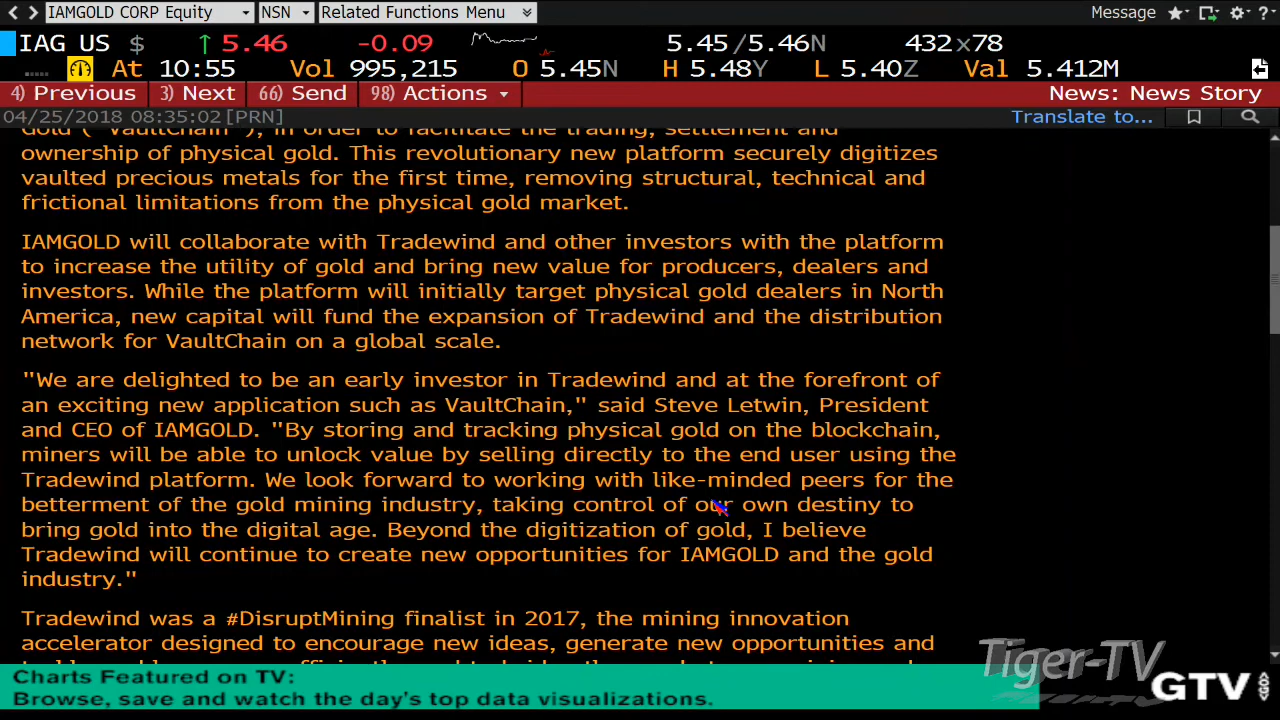 IAMGOLD CORP Equity NSN Related Functions Menu Message ?
IAG US $ ↑ 5.46 -0.09 5.45/5.46N 432x78
At 10:55 Vol 995,215 O 5.45N H 5.48Y L 5.40Z Val 5.412M
4) Previous 3) Next 66) Send 98) Actions News: News Story
04/25/2018 08:35:02 [PRN] Translate to...
Gold ("VaultChain"), in order to facilitate the trading, settlement and
ownership of physical gold. This revolutionary new platform securely digitizes
vaulted precious metals for the first time, removing structural, technical and
frictional limitations from the physical gold market.
IAMGOLD will collaborate with Tradewind and other investors with the platform
to increase the utility of gold and bring new value for producers, dealers and
investors. While the platform will initially target physical gold dealers in North
America, new capital will fund the expansion of Tradewind and the distribution
network for VaultChain on a global scale.
"We are delighted to be an early investor in Tradewind and at the forefront of
an exciting new application such as VaultChain," said Steve Letwin, President
and CEO of IAMGOLD. "By storing and tracking physical gold on the blockchain,
miners will be able to unlock value by selling directly to the end user using the
Tradewind platform. We look forward to working with like-minded peers for the
betterment of the gold mining industry, taking control of our own destiny to
bring gold into the digital age. Beyond the digitization of gold, I believe
Tradewind will continue to create new opportunities for IAMGOLD and the gold
industry."
Tradewind was a #DisruptMining finalist in 2017, the mining innovation
accelerator designed to encourage new ideas, generate new opportunities and
Charts Featured on TV:
Browse, save and watch the day's top data visualizations.
Tiger-TV
GTV